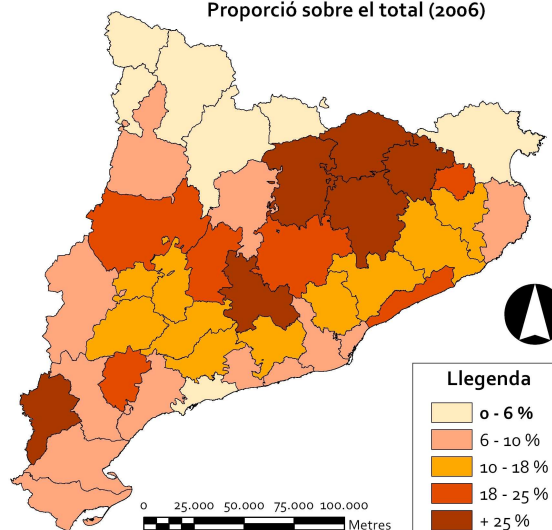 Proporció sobre el total (2006)
Llegenda
0 - 6 %
6 - 10 %
10 - 18 %
18 - 25 %
+ 25 %
0 25.000 50.000 75.000 100.000
Metres